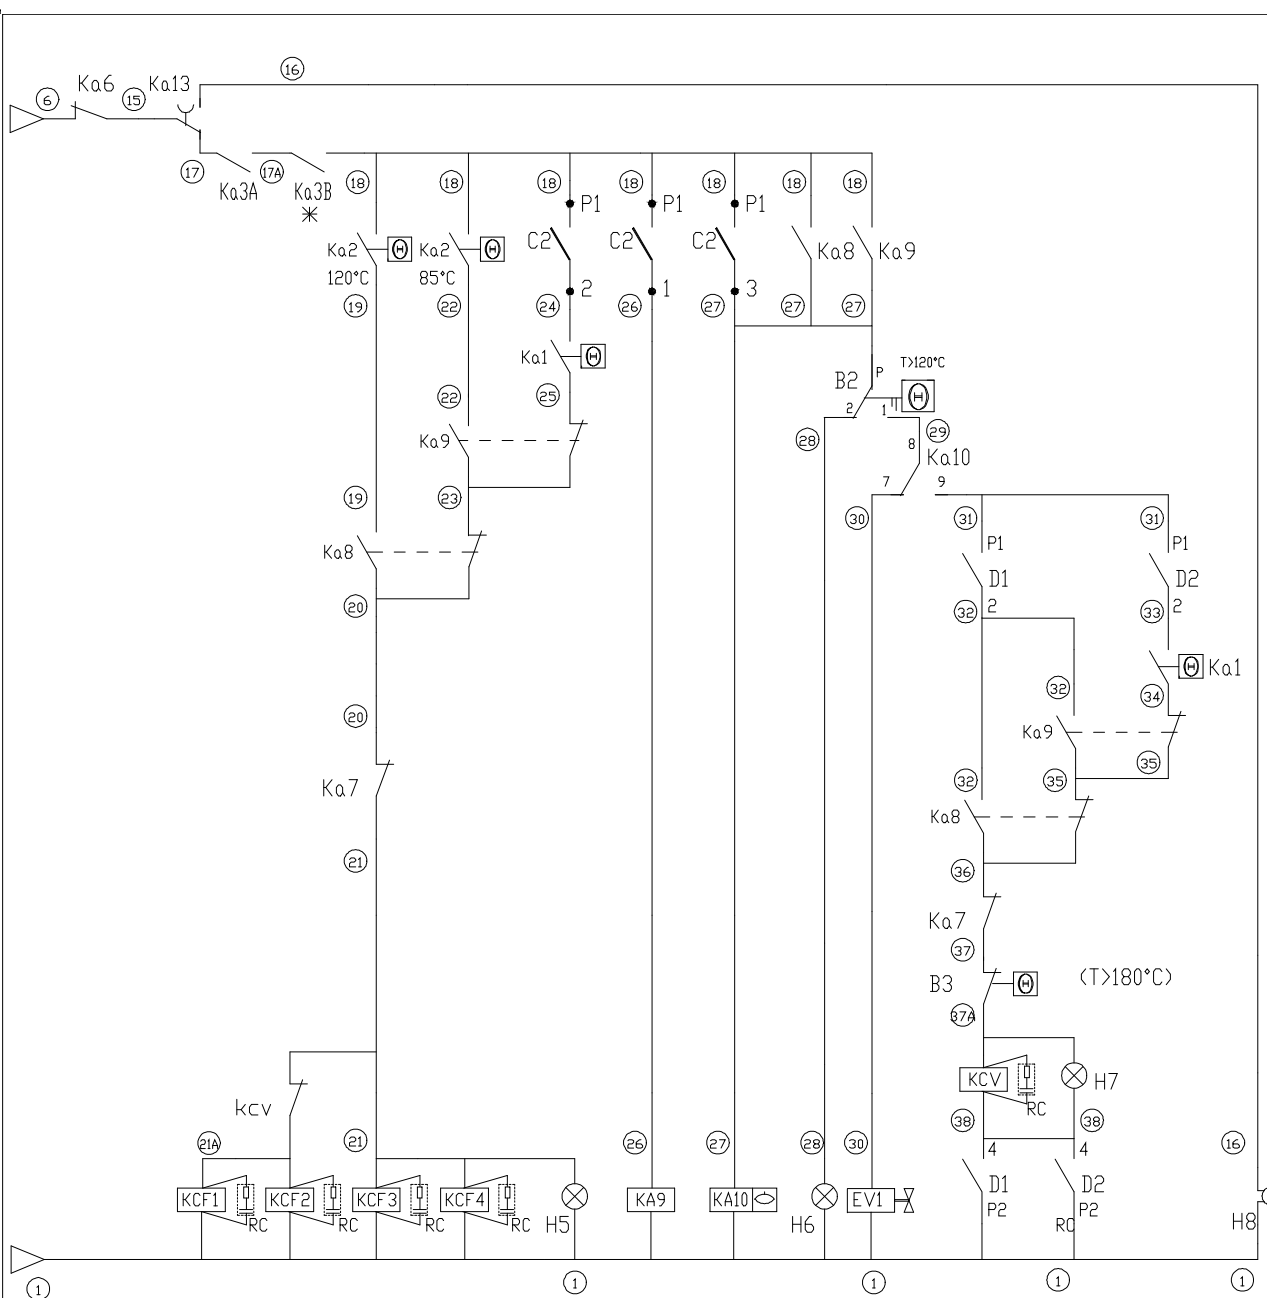 16
Ka6 Ka13
6 15
17 17A 18 18 18 18 18 18 18
Ka3A Ka3B P1 P1 P1
*
Ka2 Ka2 C2 C2 C2 Ka8 Ka9
120°C 85°C
2 1 3
19 22 24 26 27 27 27
Ka1 T>120°C
B2 P
22 25 2 1
28 29
Ka9 8 Ka10
7 9
19 23 30 31 31
P1 P1
Ka8 D1 D2
20 32 2 33 2
Ka1
32 34
20
Ka9
35
32 35
Ka7
Ka8
21
36
Ka7
37
B3 (T>180°C)
37A
KCV H7
kcv RC
38 38
21A 21 26 27 28 30 4 4 16
KCF1 KCF2 KCF3 KCF4 KA9 KA10 EV1 D1 D2
P2 P2
RC RC RC RC H5 H6 RC H8
1 1 1 1 1